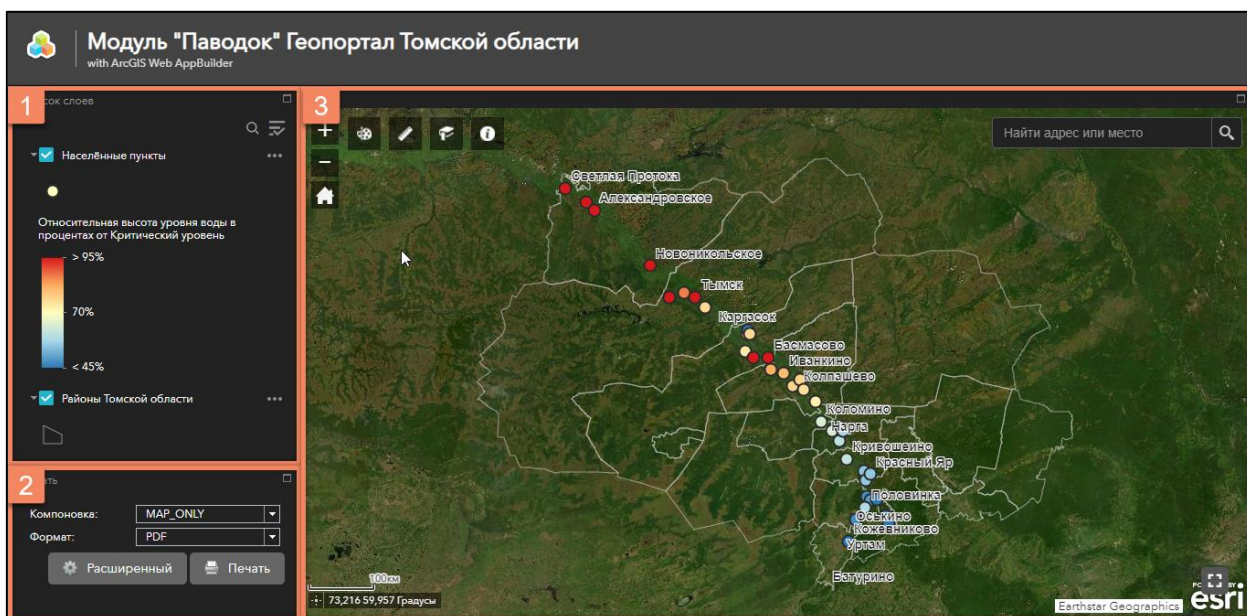 Модуль "Паводок" Геопортал Томской области
with ArcGIS Web AppBuilder
1
сок слоев
Населённые пункты
Относительная высота уровня воды в
процентах от Критический уровень
> 95%
70%
< 45%
Районы Томской области
2
ать
Компоновка:
MAP_ONLY
Формат:
PDF
Расширенный
Печать
3
Найти адрес или место
Светлая Протока
Александровское
Новоникольское
Тымск
Каргасок
Басмасово
Иванкино
Колпашево
Коломино
Нарга
Кривошеино
Красный Яр
Половинка
Оськино
Кожевниково
Уртам
Батурино
100км
73,216 59,957 Градусы
Earthstar Geographics
esri